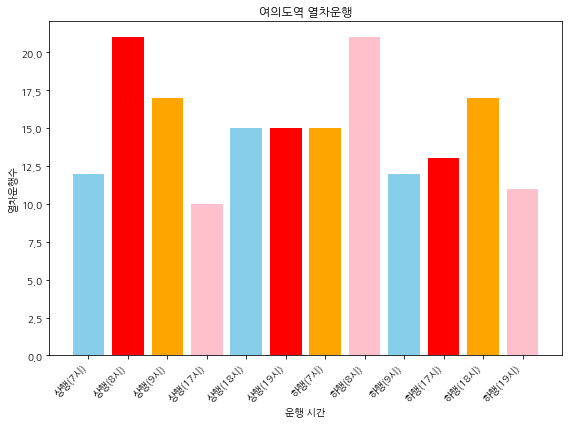 여의도역 열차운행
열차운행수
20.0
17.5
15.0
12.5
10.0
7.5
5.0
2.5
0.0
상행(7시)
상행(8시)
상행(9시)
상행(17시)
상행(18시)
상행(19시)
하행(7시)
하행(8시)
하행(9시)
하행(17시)
하행(18시)
하행(19시)
운행 시간